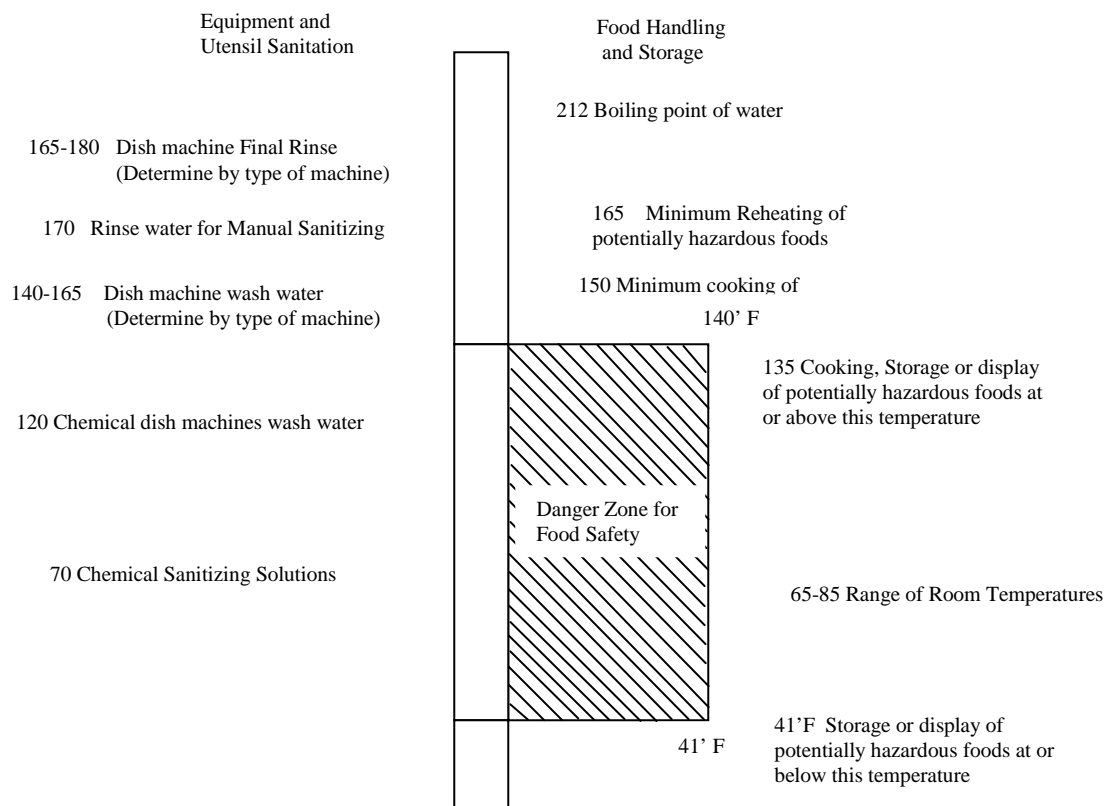 Equipment and
Utensil Sanitation
Food Handling
and Storage
212 Boiling point of water
165-180 Dish machine Final Rinse
(Determine by type of machine)
170 Rinse water for Manual Sanitizing
165 Minimum Reheating of
potentially hazardous foods
140-165 Dish machine wash water
(Determine by type of machine)
150 Minimum cooking of
140' F
135 Cooking, Storage or display
of potentially hazardous foods at
or above this temperature
120 Chemical dish machines wash water
Danger Zone for
Food Safety
70 Chemical Sanitizing Solutions
65-85 Range of Room Temperatures
41' F
41'F Storage or display of
potentially hazardous foods at or
below this temperature